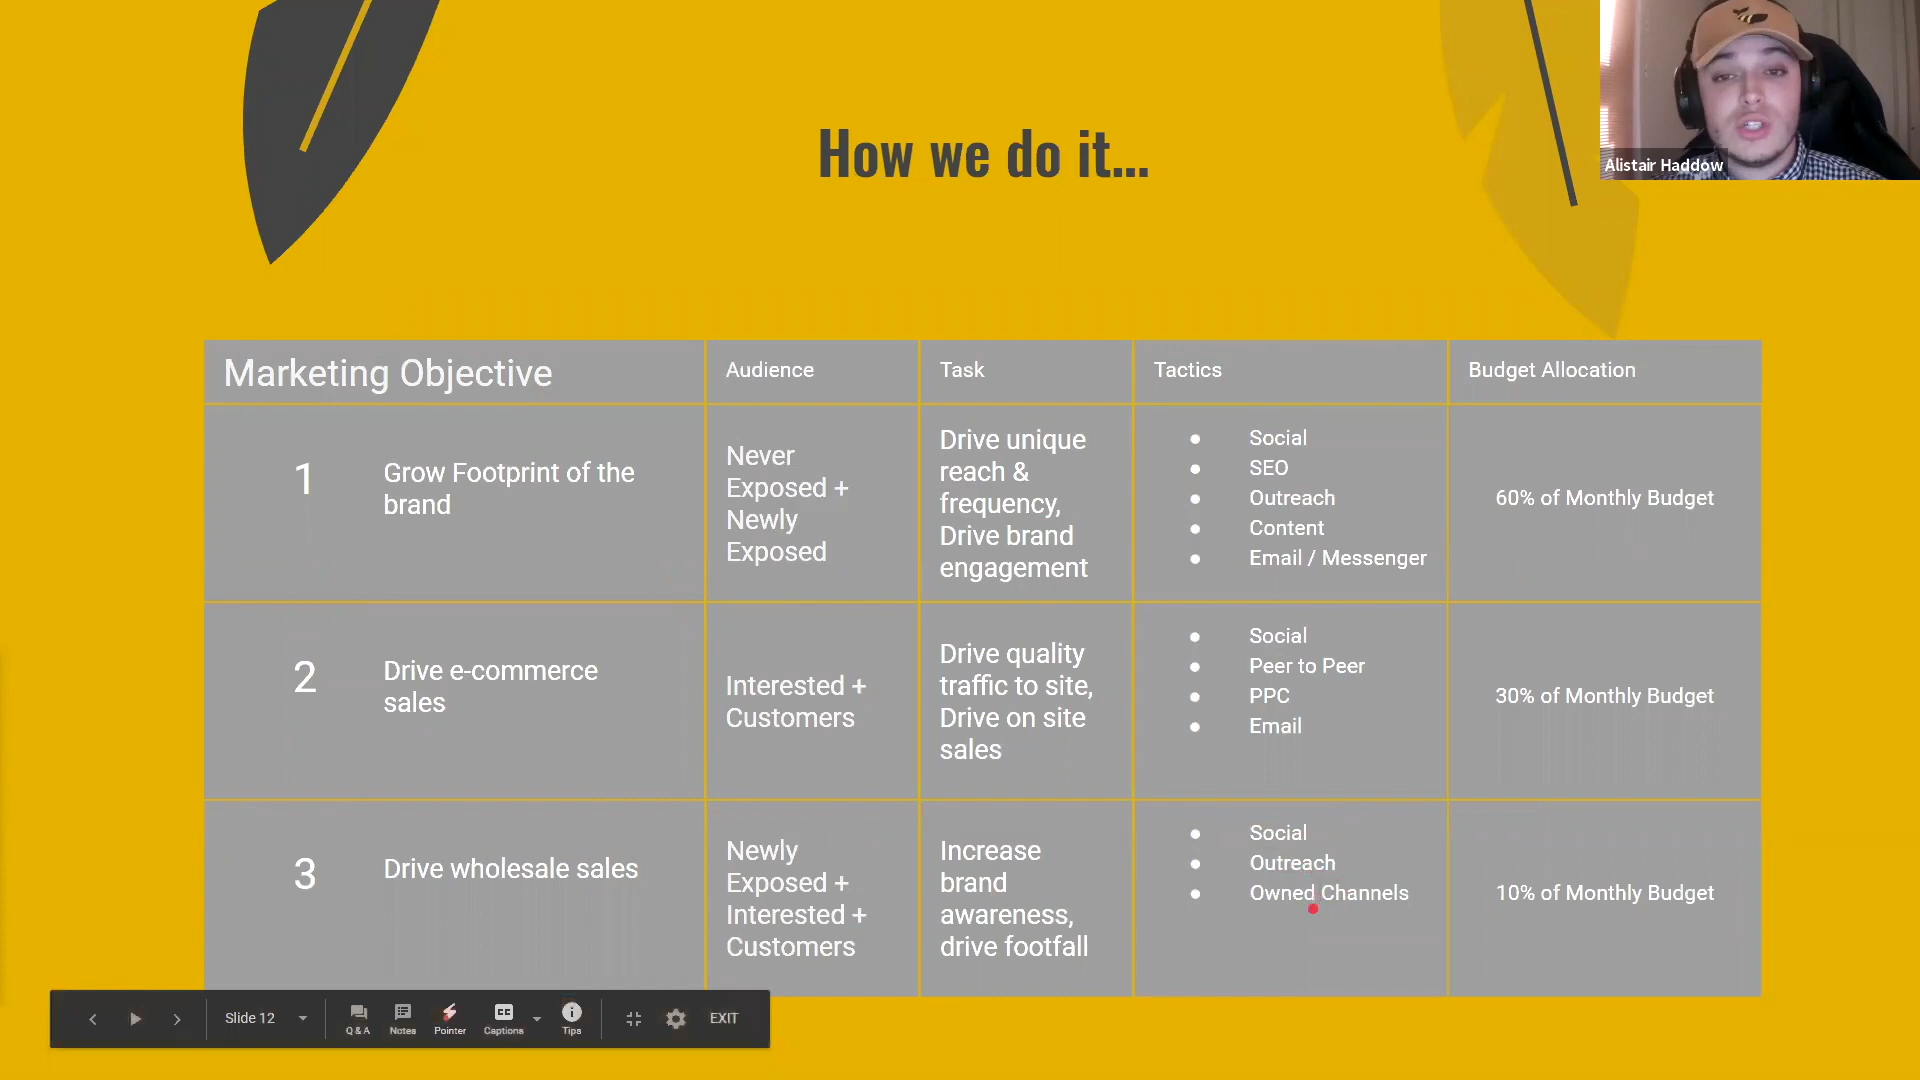 How we do it...
Alistair Haddow
Marketing Objective
Audience
Task
Tactics
Budget Allocation
1
Grow Footprint of the
brand
Never
Exposed +
Newly
Exposed
Drive unique
reach &
frequency,
Drive brand
engagement
● Social
● SEO
● Outreach
● Content
● Email / Messenger
60% of Monthly Budget
2
Drive e-commerce
sales
Interested +
Customers
Drive quality
traffic to site,
Drive on site
sales
● Social
● Peer to Peer
● PPC
● Email
30% of Monthly Budget
3
Drive wholesale sales
Newly
Exposed +
Interested +
Customers
Increase
brand
awareness,
drive footfall
● Social
● Outreach
● Owned Channels
10% of Monthly Budget
Slide 12
Q & A
Notes
Pointer
CC
Captions
Tips
EXIT